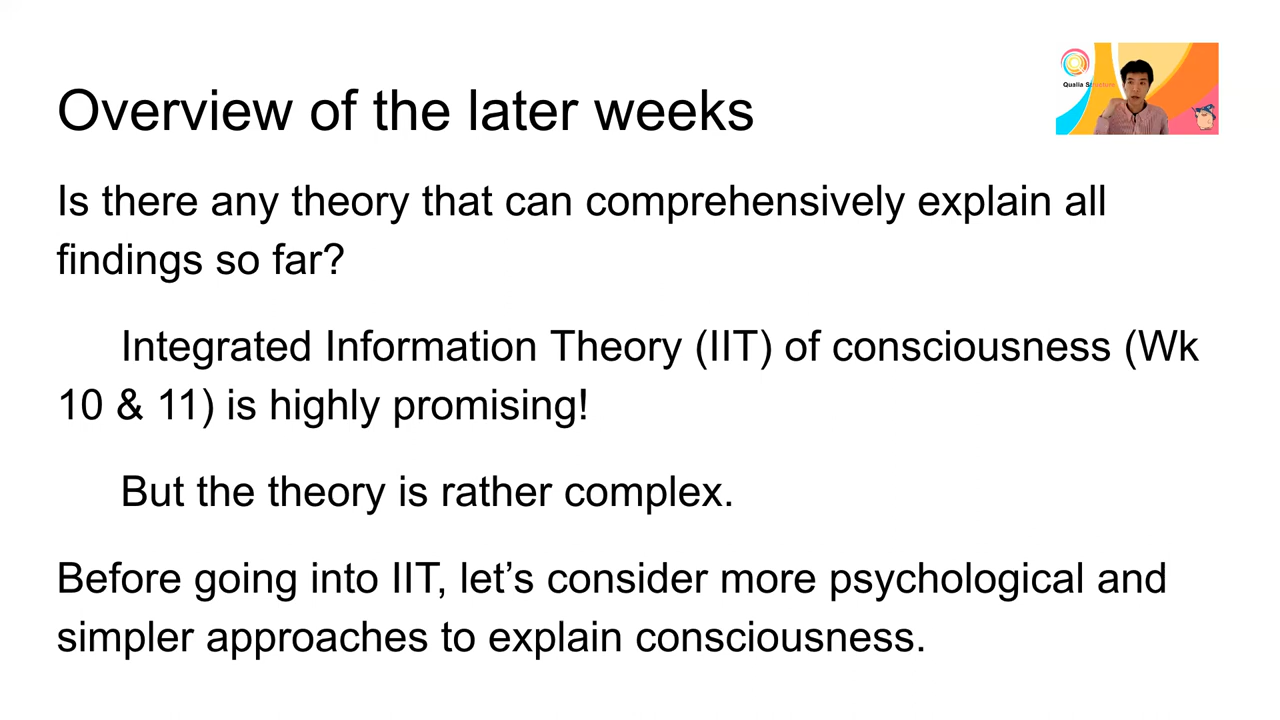 Overview of the later weeks
Qualia Structure
Is there any theory that can comprehensively explain all
findings so far?
Integrated Information Theory (IIT) of consciousness (Wk
10 & 11) is highly promising!
But the theory is rather complex.
Before going into IIT, let’s consider more psychological and
simpler approaches to explain consciousness.